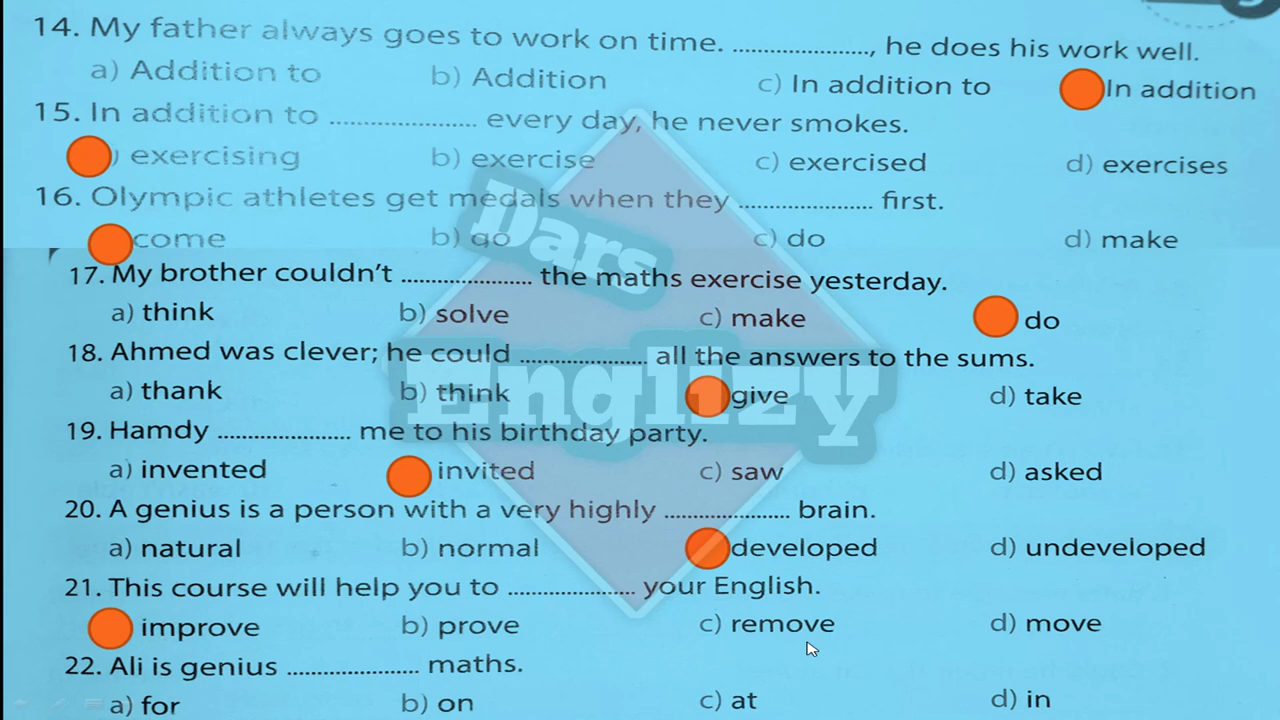 14. My father always goes to work on time. ...................., he does his work well.
a) Addition to b) Addition c) In addition to In addition
15. In addition to ..................... every day, he never smokes.
) exercising b) exercise c) exercised d) exercises
16. Olympic athletes get medals when they ................... first.
come b) go c) do d) make
17. My brother couldn't ................... the maths exercise yesterday.
a) think b) solve c) make do
18. Ahmed was clever; he could ................... all the answers to the sums.
a) thank b) think give d) take
19. Hamdy .................... me to his birthday party.
a) invented invited c) saw d) asked
20. A genius is a person with a very highly ................... brain.
a) natural b) normal developed d) undeveloped
21. This course will help you to ................... your English.
improve b) prove c) remove d) move
22. Ali is genius .................... maths.
a) for b) on c) at d) in
Dars
Englizy